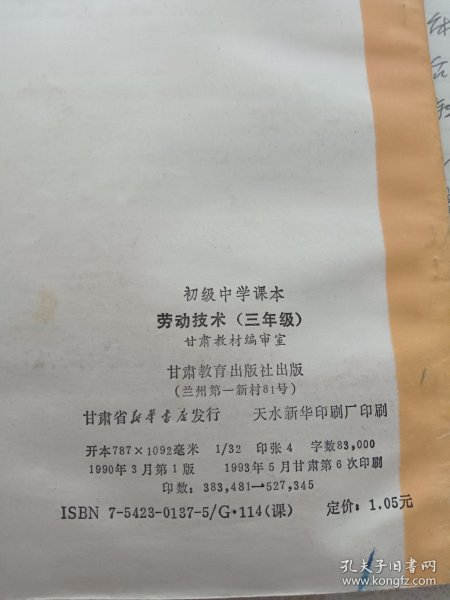 初级中学课本
劳动技术（三年级）
甘肃教材编审室
甘肃教育出版社出版
（兰州第一新村81号）
甘肃省新华书店发行 天水新华印刷厂印刷
开本787×1092毫米 1/32 印张4 字数83,000
1990年3月第1版 1993年5月甘肃第6次印刷
印数：383,481—527,345
ISBN 7-5423-0137-5/G·114(课) 定价：1.05元
孔夫子旧书网
www.kongfz.com